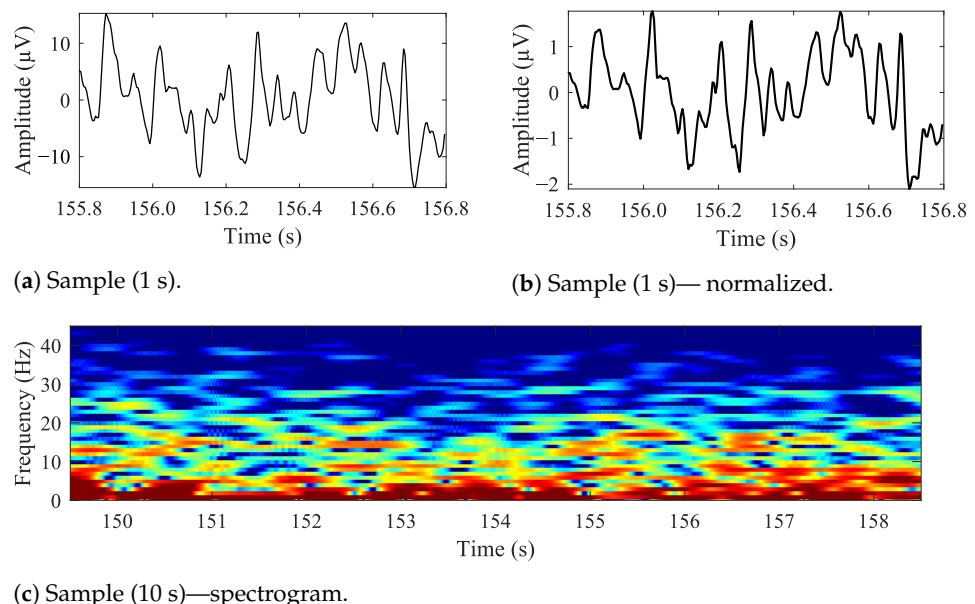 10
0
−10
Amplitude (µV)
155.8 156.0 156.2 156.4 156.6 156.8
Time (s)
(a) Sample (1 s).
1
0
−1
−2
Amplitude (µV)
155.8 156.0 156.2 156.4 156.6 156.8
Time (s)
(b) Sample (1 s)— normalized.
40
30
20
10
0
Frequency (Hz)
150 151 152 153 154 155 156 157 158
Time (s)
(c) Sample (10 s)—spectrogram.